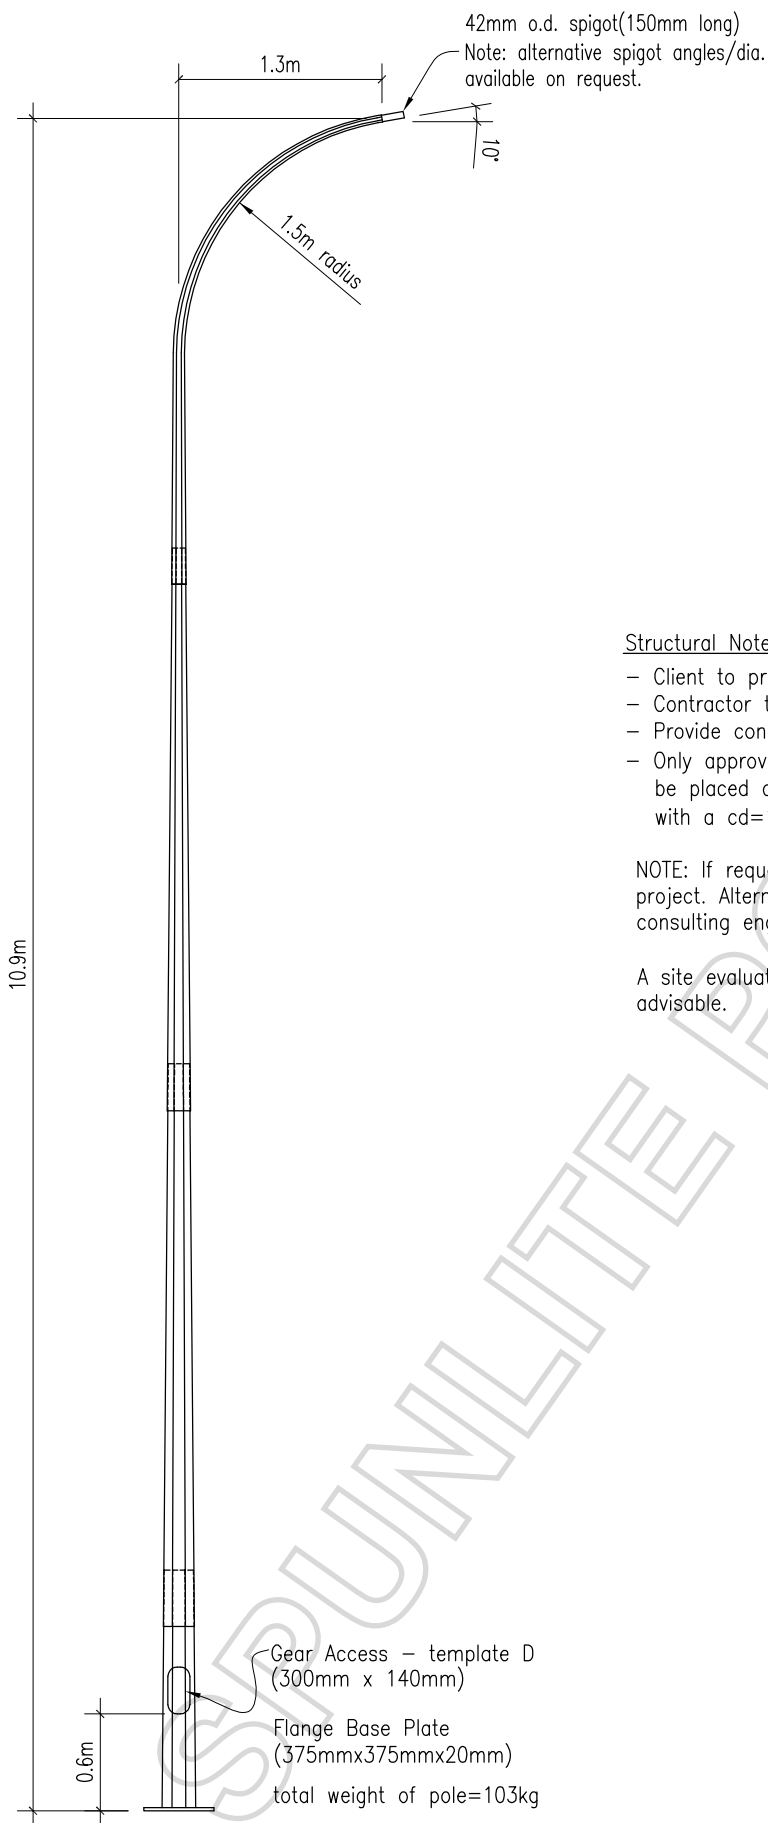 42mm o.d. spigot(150mm long)
Note: alternative spigot angles/dia.
available on request.
1.3m
10°
1.5m radius
Structural Note
- Client to pr
- Contractor t
- Provide con
- Only approv
be placed
with a cd=
NOTE: If requ
project. Altern
consulting en
A site evaluat
advisable.
10.9m
SPUNLITE
Gear Access - template D
(300mm x 140mm)
Flange Base Plate
(375mmx375mmx20mm)
0.6m
total weight of pole=103kg